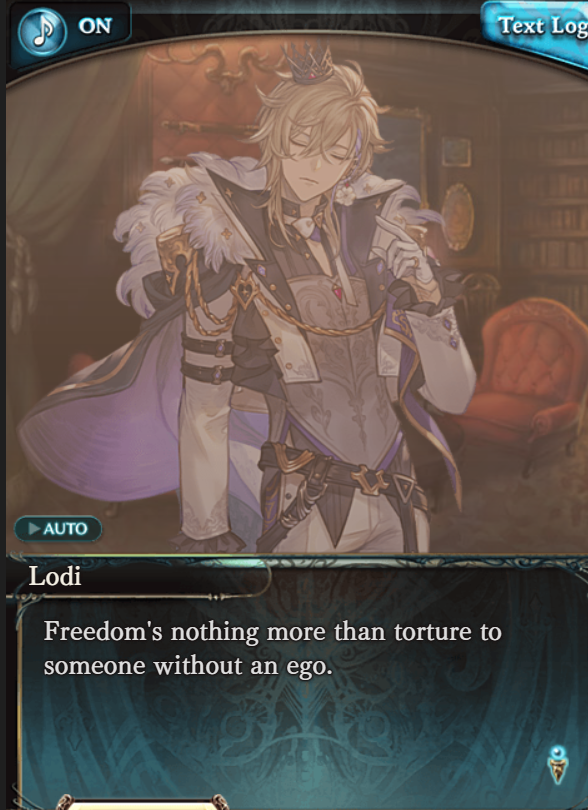 ON
Text Log
AUTO
Lodi
Freedom's nothing more than torture to
someone without an ego.